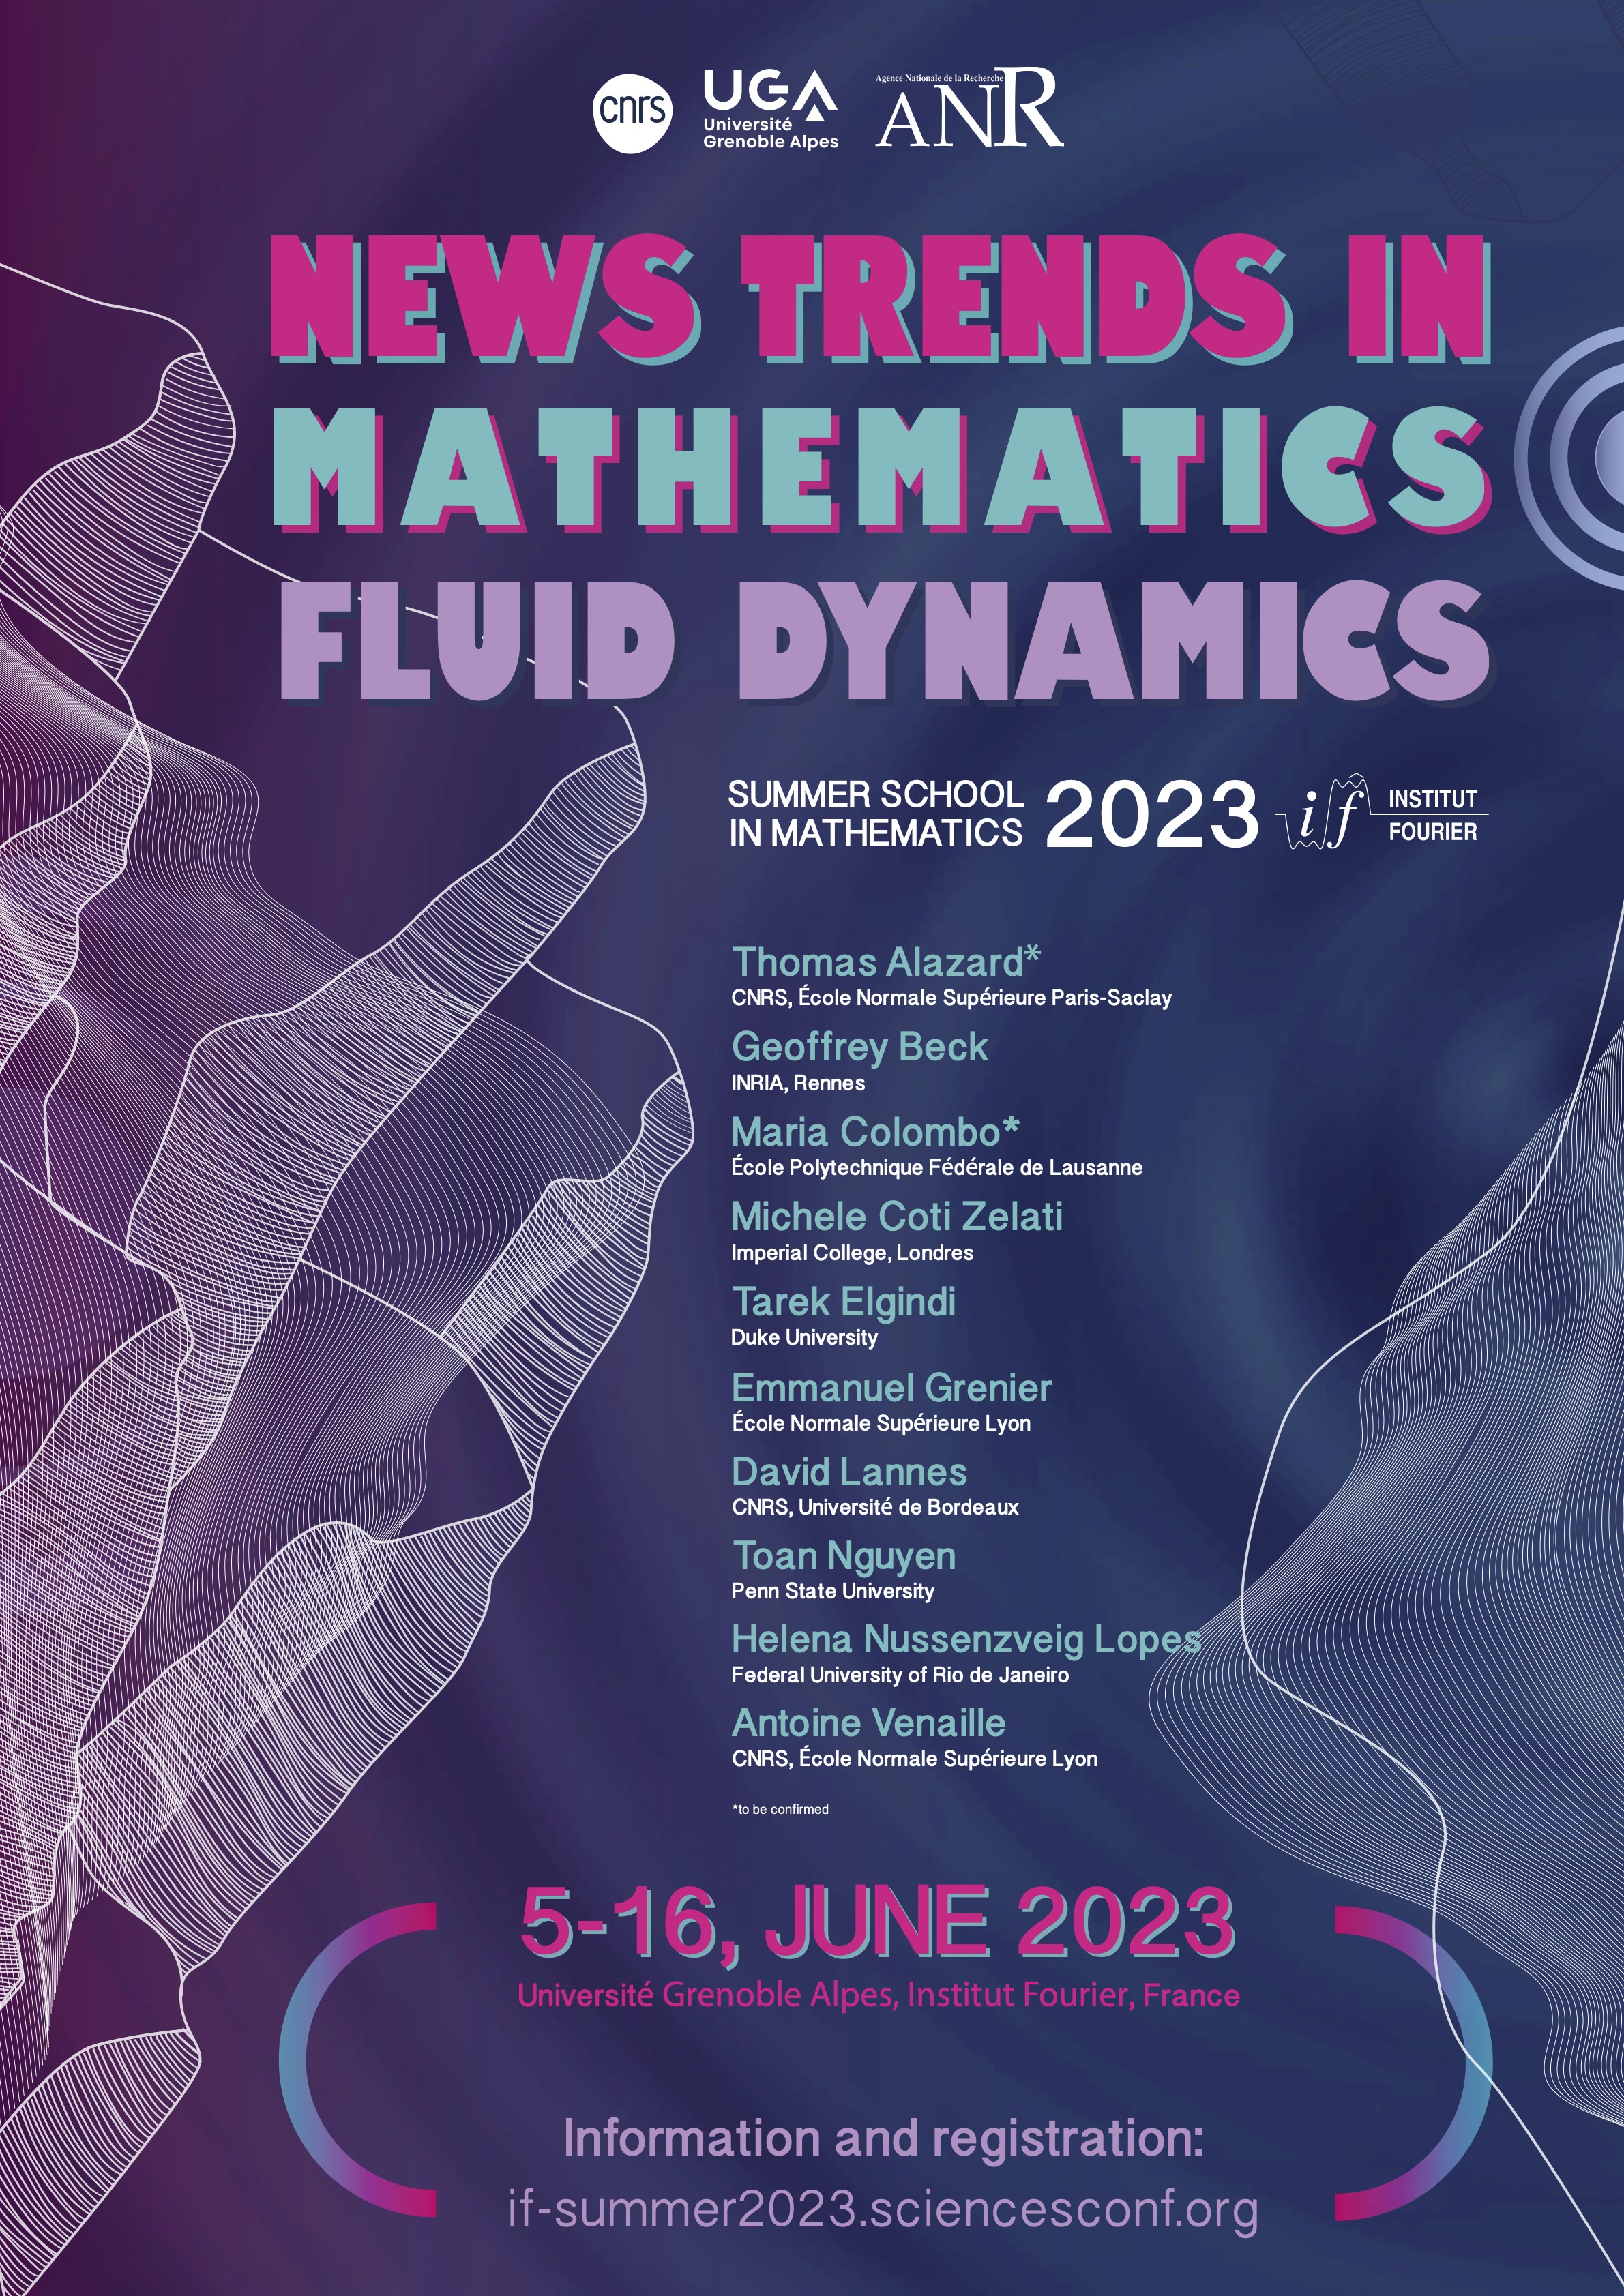 cnrs
UGA
Université
Grenoble Alpes
Agence Nationale de la Recherche
ANR
NEWS TRENDS IN
MATHEMATICS
FLUID DYNAMICS
SUMMER SCHOOL
IN MATHEMATICS
2023
if
INSTITUT
FOURIER
Thomas Alazard*
CNRS, École Normale Supérieure Paris-Saclay
Geoffrey Beck
INRIA, Rennes
Maria Colombo*
École Polytechnique Fédérale de Lausanne
Michele Coti Zelati
Imperial College, Londres
Tarek Elgindi
Duke University
Emmanuel Grenier
École Normale Supérieure Lyon
David Lannes
CNRS, Université de Bordeaux
Toan Nguyen
Penn State University
Helena Nussenzveig Lopes
Federal University of Rio de Janeiro
Antoine Venaille
CNRS, École Normale Supérieure Lyon
*to be confirmed
5-16, JUNE 2023
Université Grenoble Alpes, Institut Fourier, France
Information and registration:
if-summer2023.sciencesconf.org